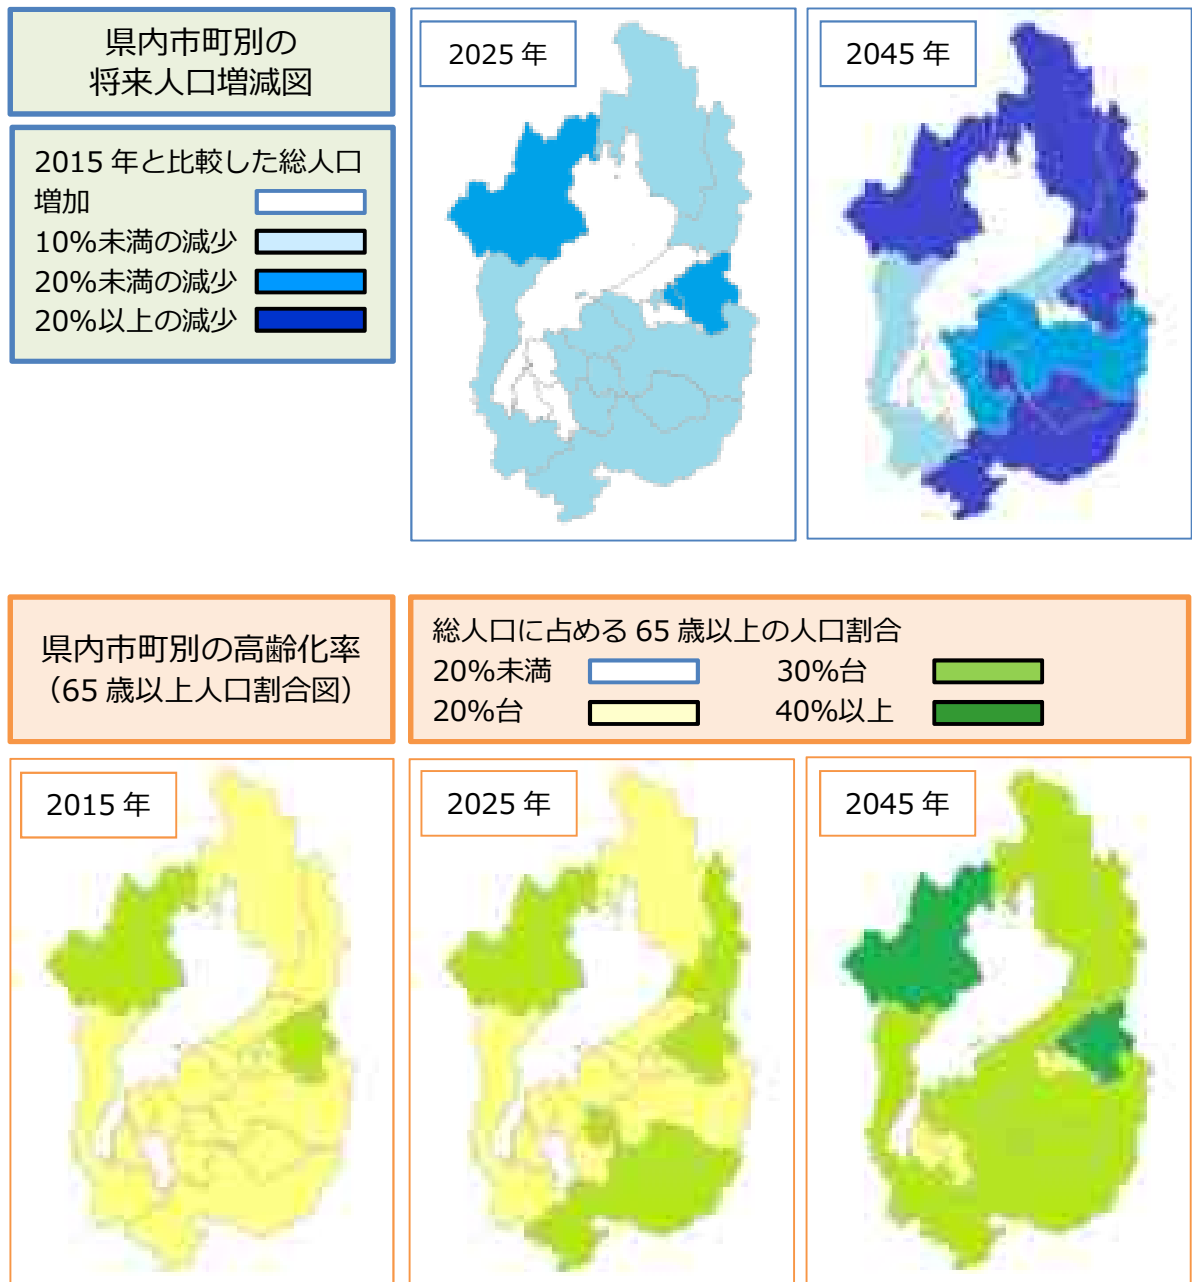 県内市町別の
将来人口増減図
2015 年と比較した総人口
増加
10%未満の減少
20%未満の減少
20%以上の減少
2025 年
2045 年
県内市町別の高齢化率
（65 歳以上人口割合図）
総人口に占める 65 歳以上の人口割合
20%未満 30%台
20%台 40%以上
2015 年
2025 年
2045 年